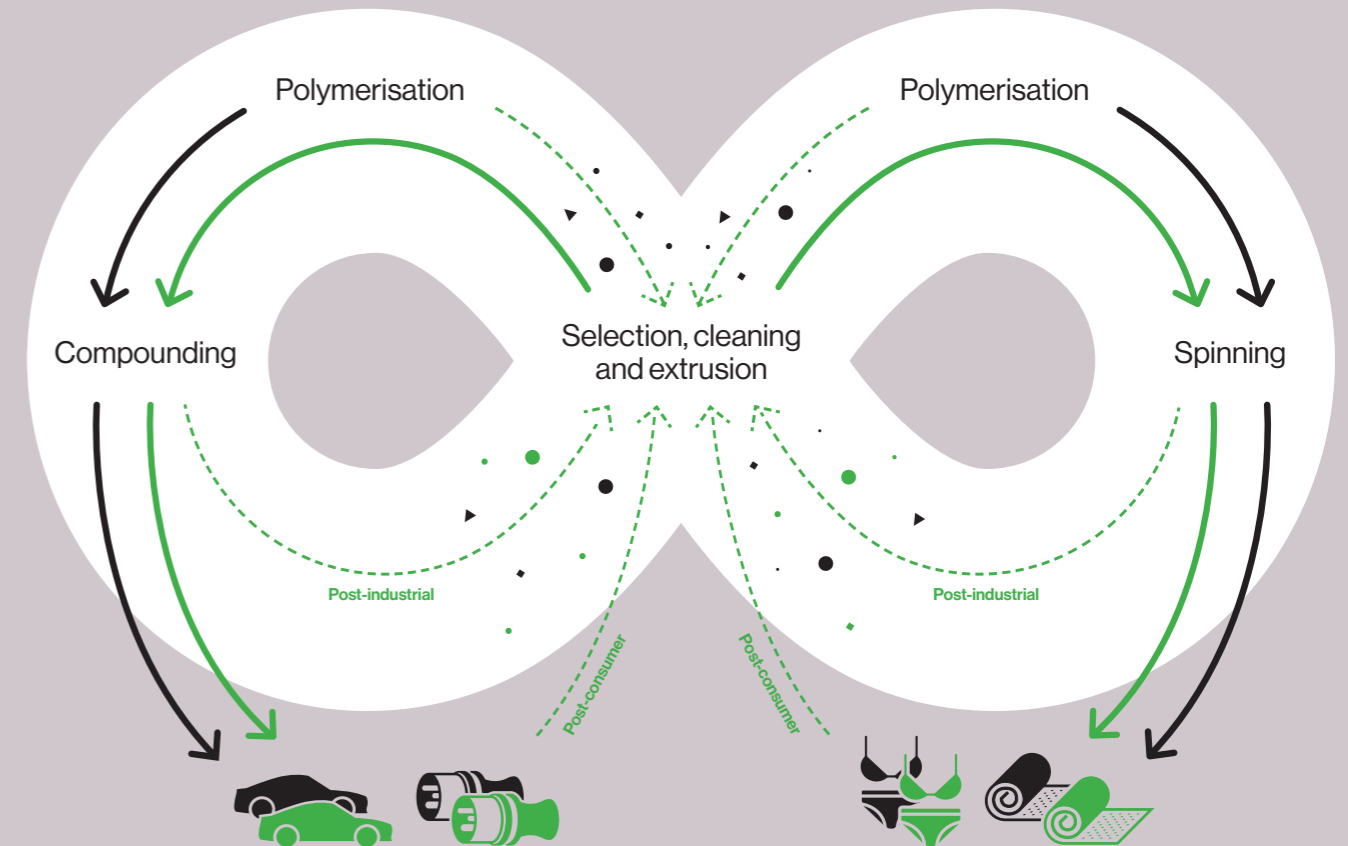 Polymerisation
Polymerisation
Compounding
Selection, cleaning
and extrusion
Spinning
Post-industrial
Post-industrial
Post-consumer
Post-consumer